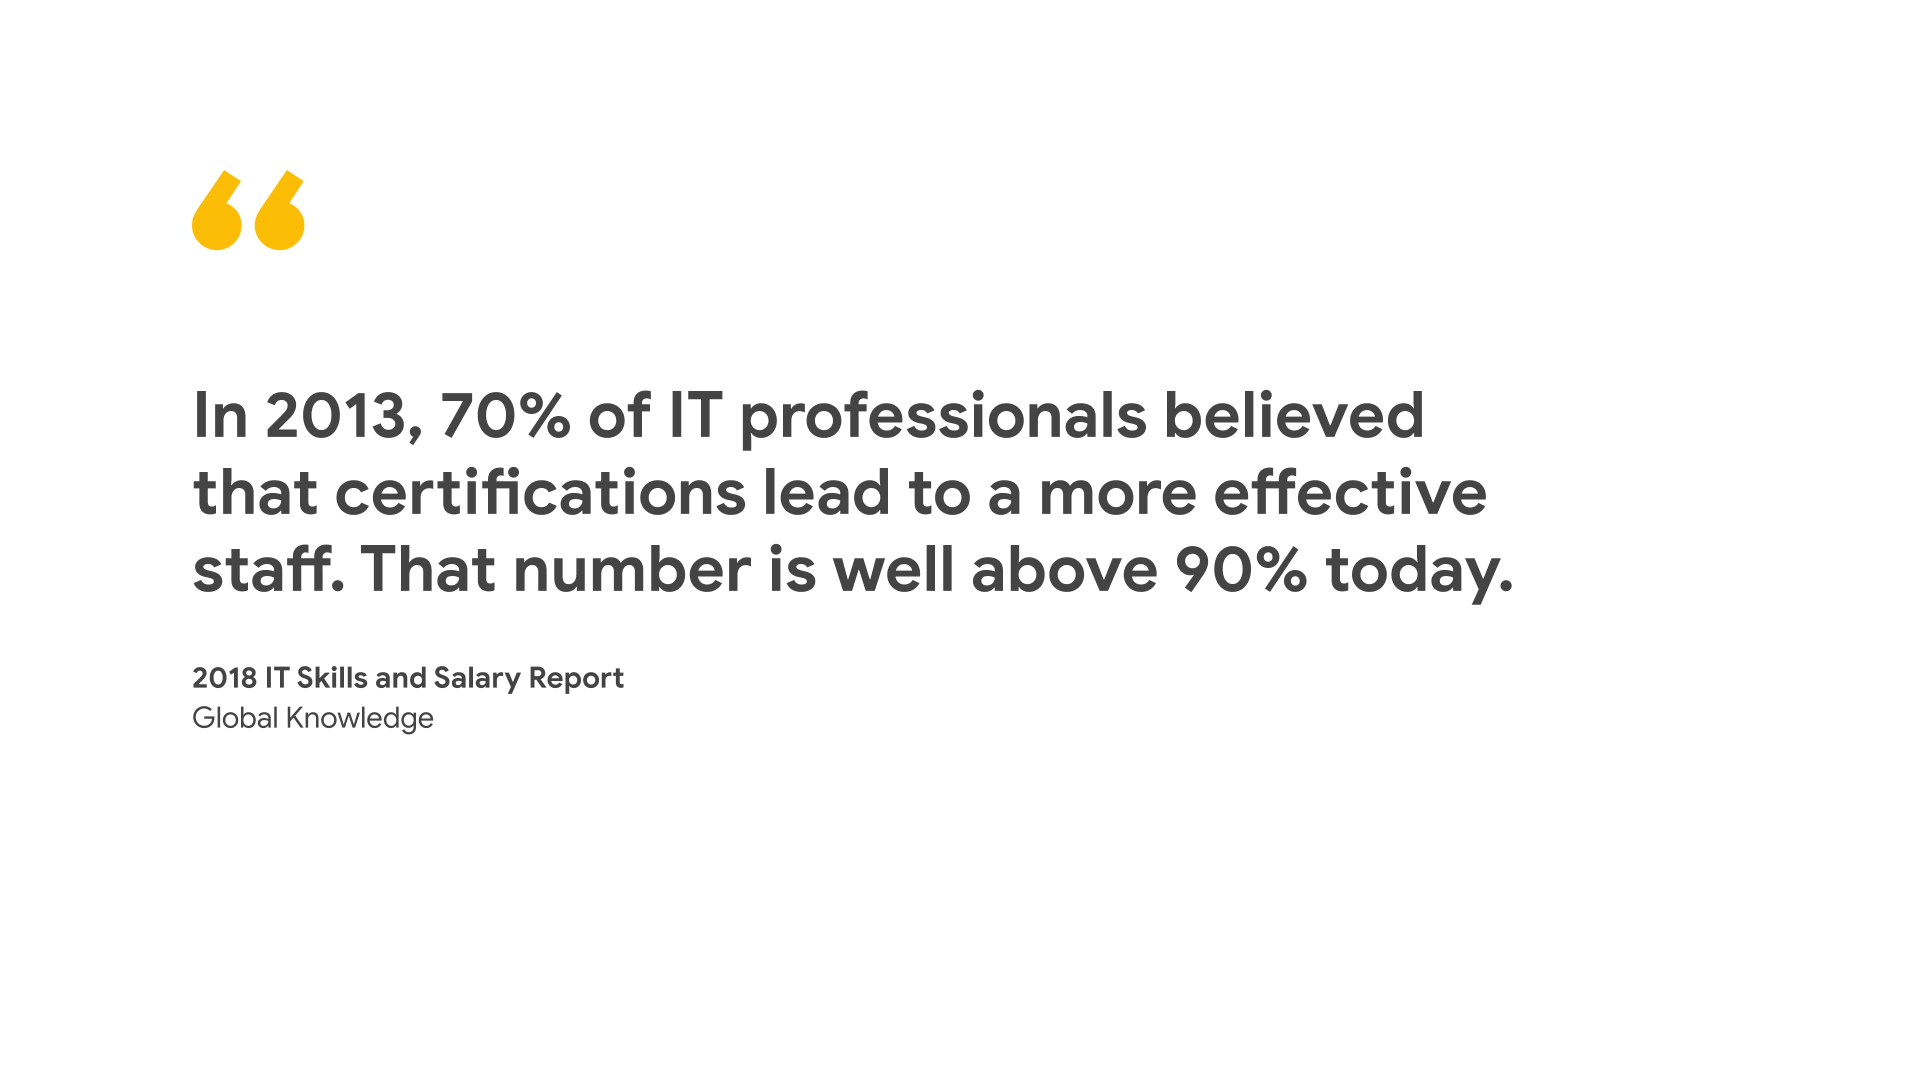 “
In 2013, 70% of IT professionals believed
that certifications lead to a more effective
staff. That number is well above 90% today.
2018 IT Skills and Salary Report
Global Knowledge